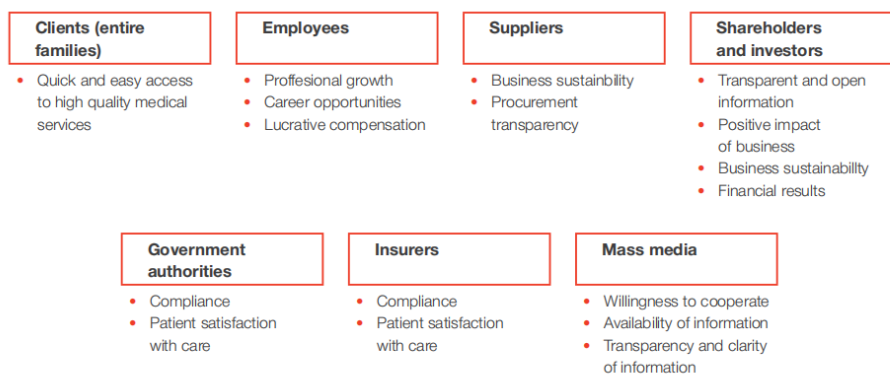 Clients (entire
families)
• Quick and easy access
to high quality medical
services
Employees
• Proffesional growth
• Career opportunities
• Lucrative compensation
Suppliers
• Business sustainbility
• Procurement
transparency
Shareholders
and investors
• Transparent and open
information
• Positive impact
of business
• Business sustainabillty
• Financial results
Government
authorities
• Compliance
• Patient satisfaction
with care
Insurers
• Compliance
• Patient satisfaction
with care
Mass media
• Willingness to cooperate
• Availability of information
• Transparency and clarity
of information